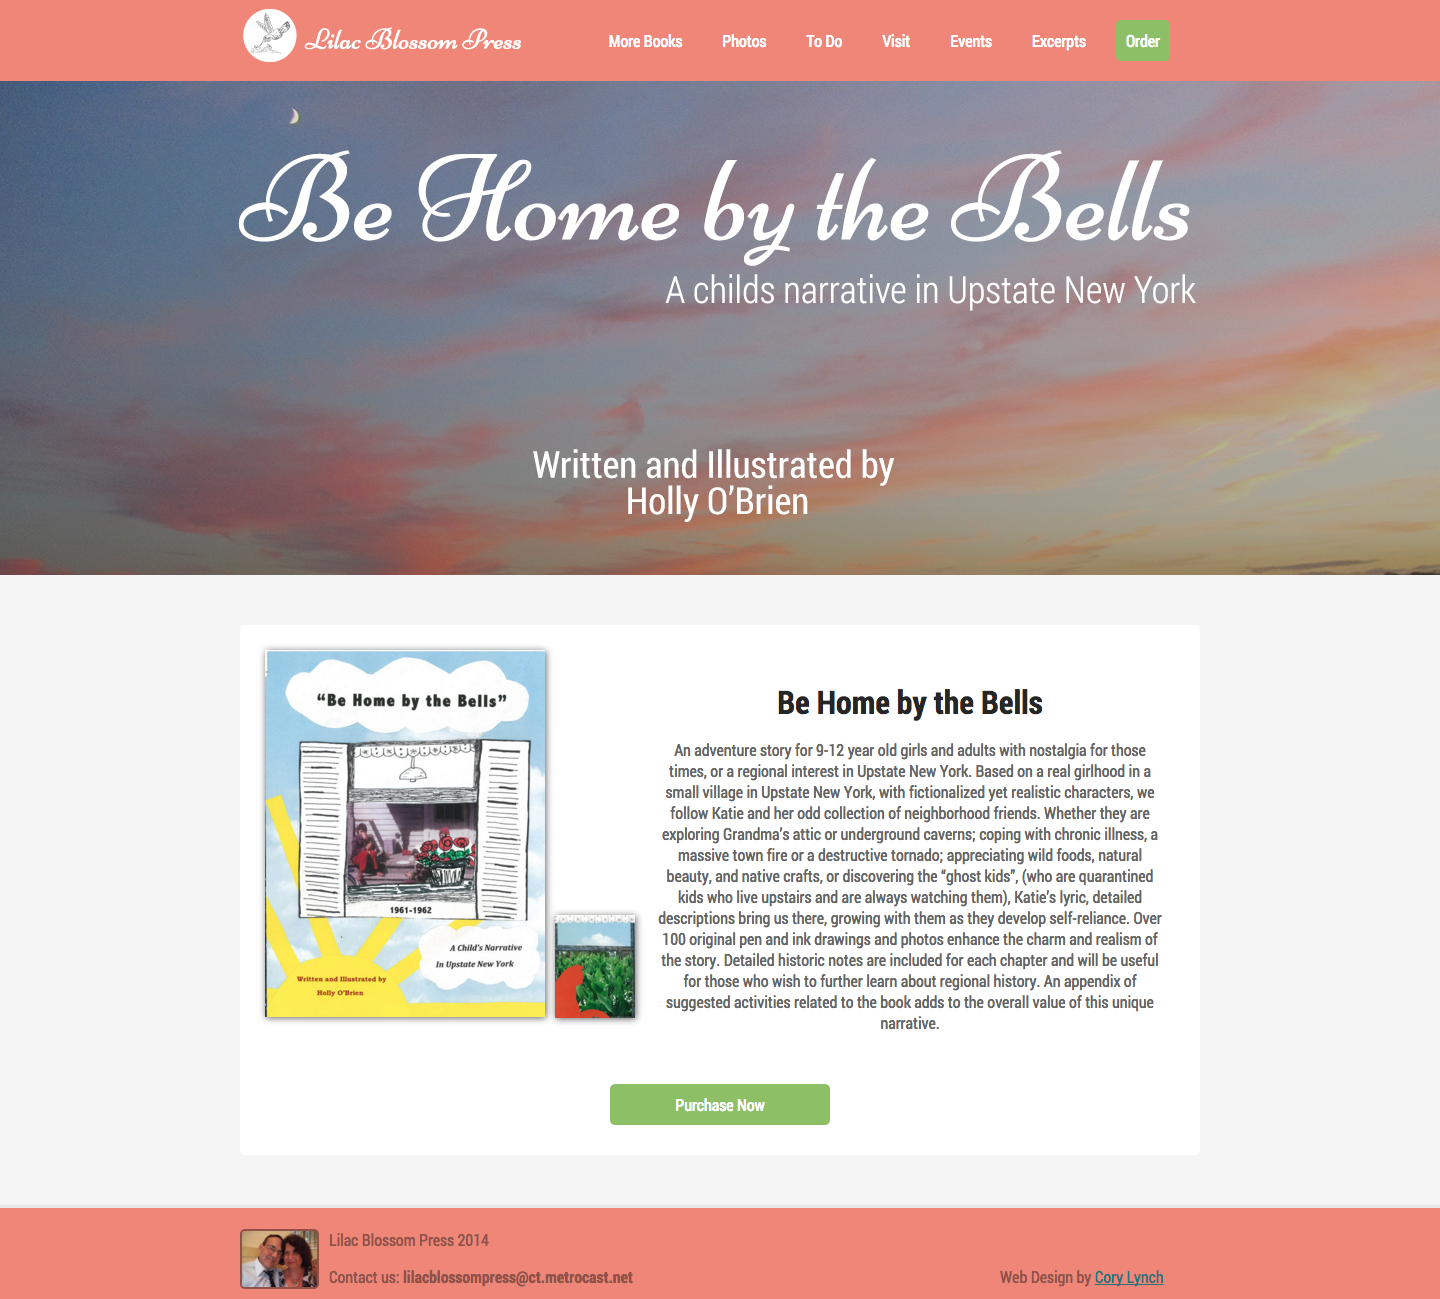 Lilac Blossom Press
More Books
Photos
To Do
Visit
Events
Excerpts
Order
Be Home by the Bells
A childs narrative in Upstate New York
Written and Illustrated by
Holly O’Brien
“Be Home by the Bells”
1961-1962
A Child's Narrative
In Upstate New York
Written and Illustrated by
Holly O'Brien
Be Home by the Bells
An adventure story for 9-12 year old girls and adults with nostalgia for those
times, or a regional interest in Upstate New York. Based on a real girlhood in a
small village in Upstate New York, with fictionalized yet realistic characters, we
follow Katie and her odd collection of neighborhood friends. Whether they are
exploring Grandma’s attic or underground caverns; coping with chronic illness, a
massive town fire or a destructive tornado; appreciating wild foods, natural
beauty, and native crafts, or discovering the “ghost kids”, (who are quarantined
kids who live upstairs and are always watching them), Katie’s lyric, detailed
descriptions bring us there, growing with them as they develop self-reliance. Over
100 original pen and ink drawings and photos enhance the charm and realism of
the story. Detailed historic notes are included for each chapter and will be useful
for those who wish to further learn about regional history. An appendix of
suggested activities related to the book adds to the overall value of this unique
narrative.
Purchase Now
Lilac Blossom Press 2014
Contact us: lilacblossompress@ct.metrocast.net
Web Design by Cory Lynch